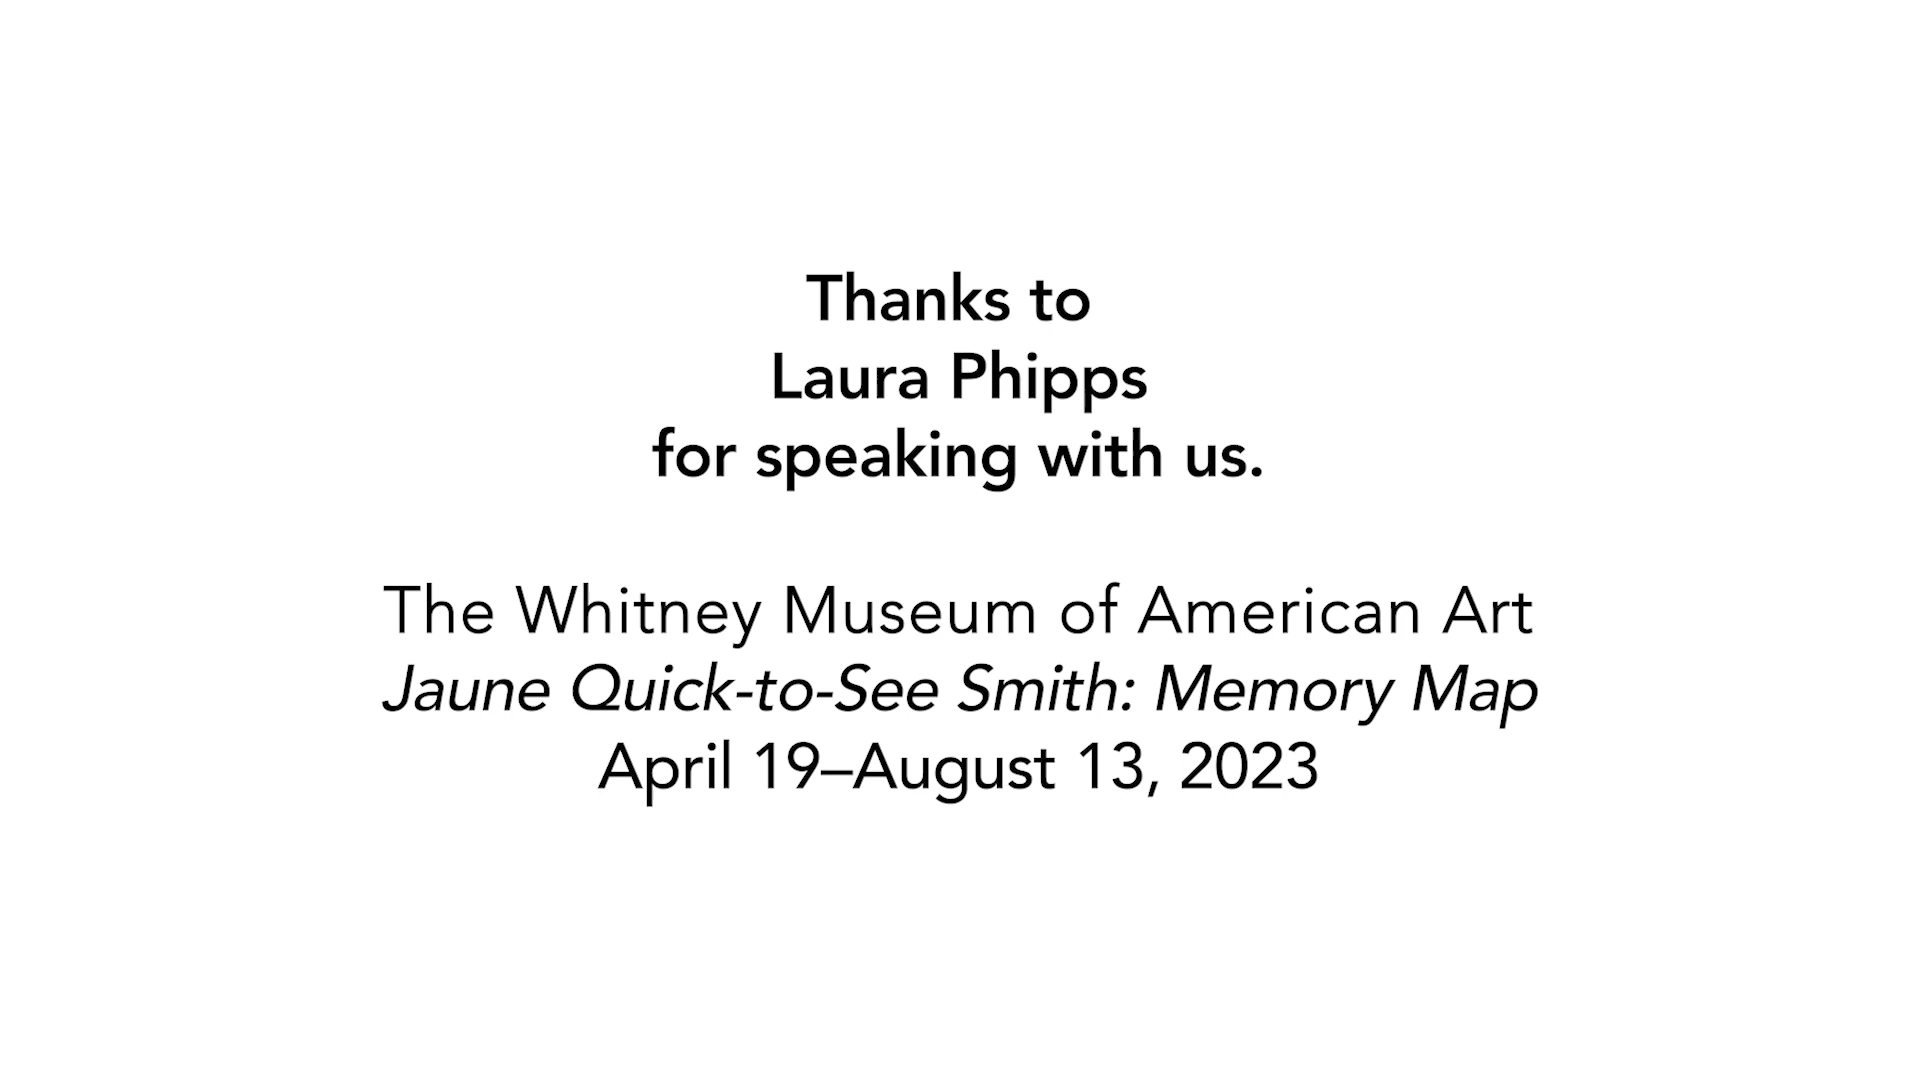 Thanks to
Laura Phipps
for speaking with us.
The Whitney Museum of American Art
Jaune Quick-to-See Smith: Memory Map
April 19–August 13, 2023